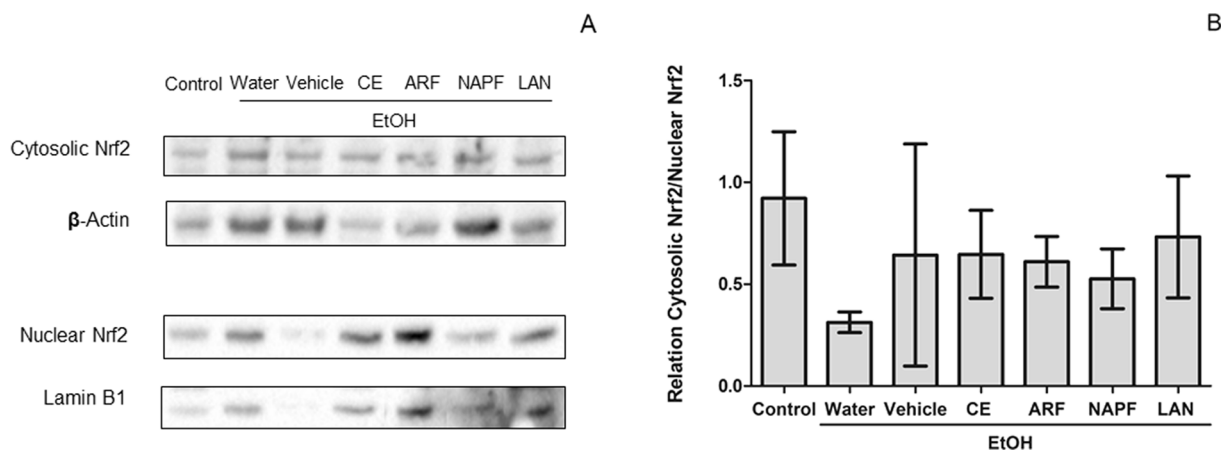 A
Control Water Vehicle CE ARF NAPF LAN
EtOH
Cytosolic Nrf2
β-Actin
Nuclear Nrf2
Lamin B1
B
Relation Cytosolic Nrf2/Nuclear Nrf2
1.5
1.0
0.5
0.0
Control Water Vehicle CE ARF NAPF LAN
EtOH